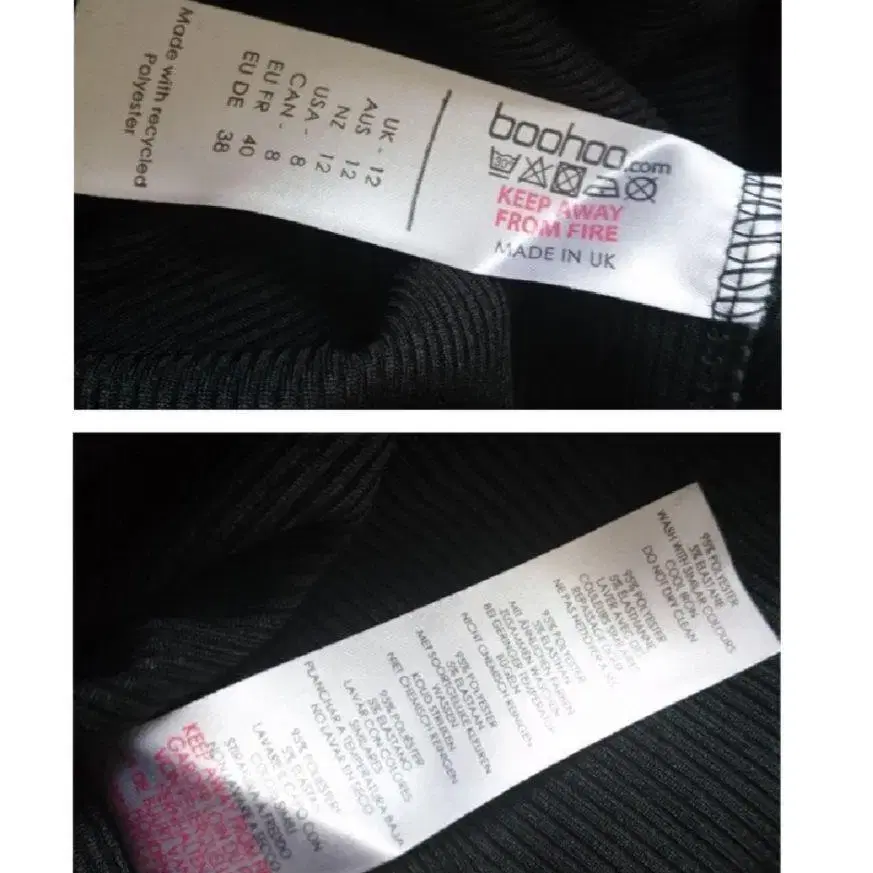 boohoo.com
30°
KEEP AWAY
FROM FIRE
MADE IN UK
UK - 12
AUS 12
NZ 12
USA - 8
CAN - 8
EU FR 40
EU DE 38
Made with recycled
Polyester
95% POLYESTER
5% ELASTANE
WASH WITH SIMILAR COLOURS
COOL IRON
DO NOT DRY CLEAN
95% POLYESTER
5% ELASTHANNE
LAVER AVEC DES
COULEURS SIMILAIRES
REPASSAGE DOUX
NE PAS NETTOYER À SEC
95% POLYESTER
5% ELASTHAN
MIT ÄHNLICHEN FARBEN
ZUSAMMEN WASCHEN
BEI GERINGER TEMPERATUR
BÜGELN
NICHT CHEMISCH REINIGEN
95% POLYESTER
5% ELASTAAN
MET SOORTGELIJKE KLEUREN
WASSEN
KOUD STRIJKEN
NIET CHEMISCH REINIGEN
95% POLIÉSTER
5% ELASTANO
LAVAR CON COLORES
SIMILARES
PLANCHAR A TEMPERATURA BAJA
NO LAVAR EN SECO
95%
5%
LAVARE CAPO CON
COLORI SIMILI
STIRARE A FREDDO
NON LAVARE A SECCO
KEEP AWAY